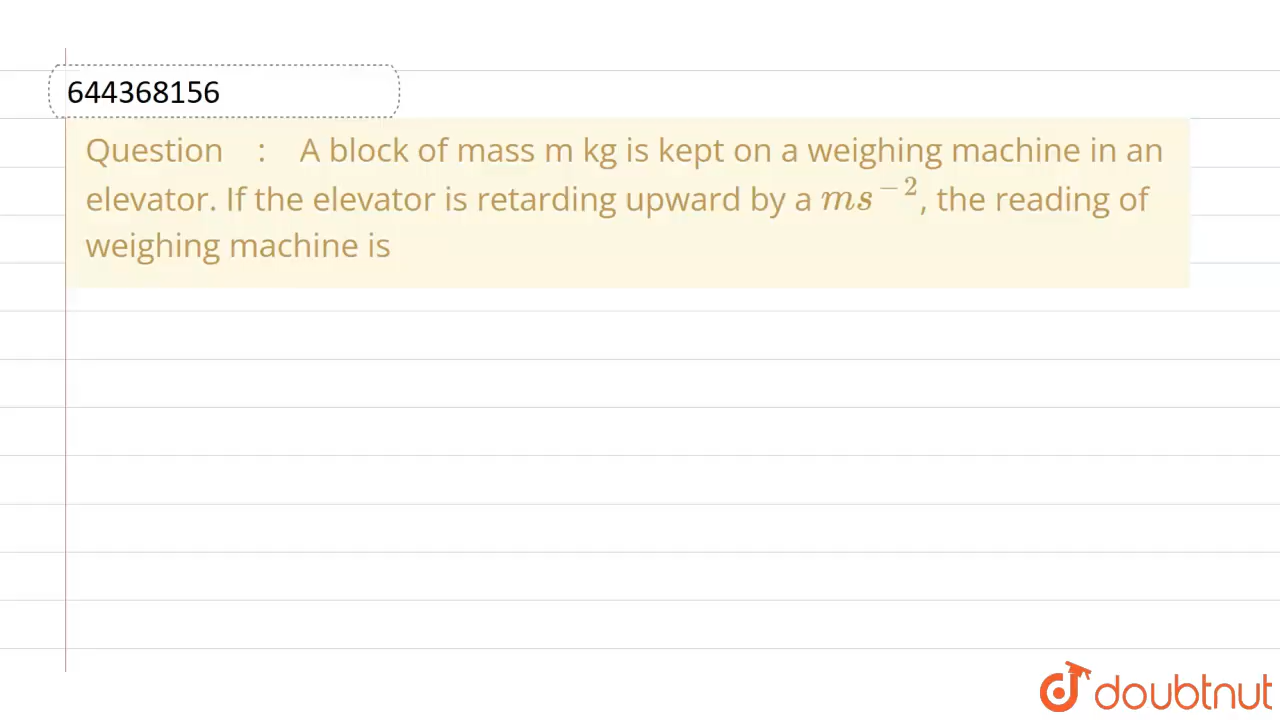 644368156
Question : A block of mass m kg is kept on a weighing machine in an
elevator. If the elevator is retarding upward by a $ms^{-2}$, the reading of
weighing machine is
doubtnut